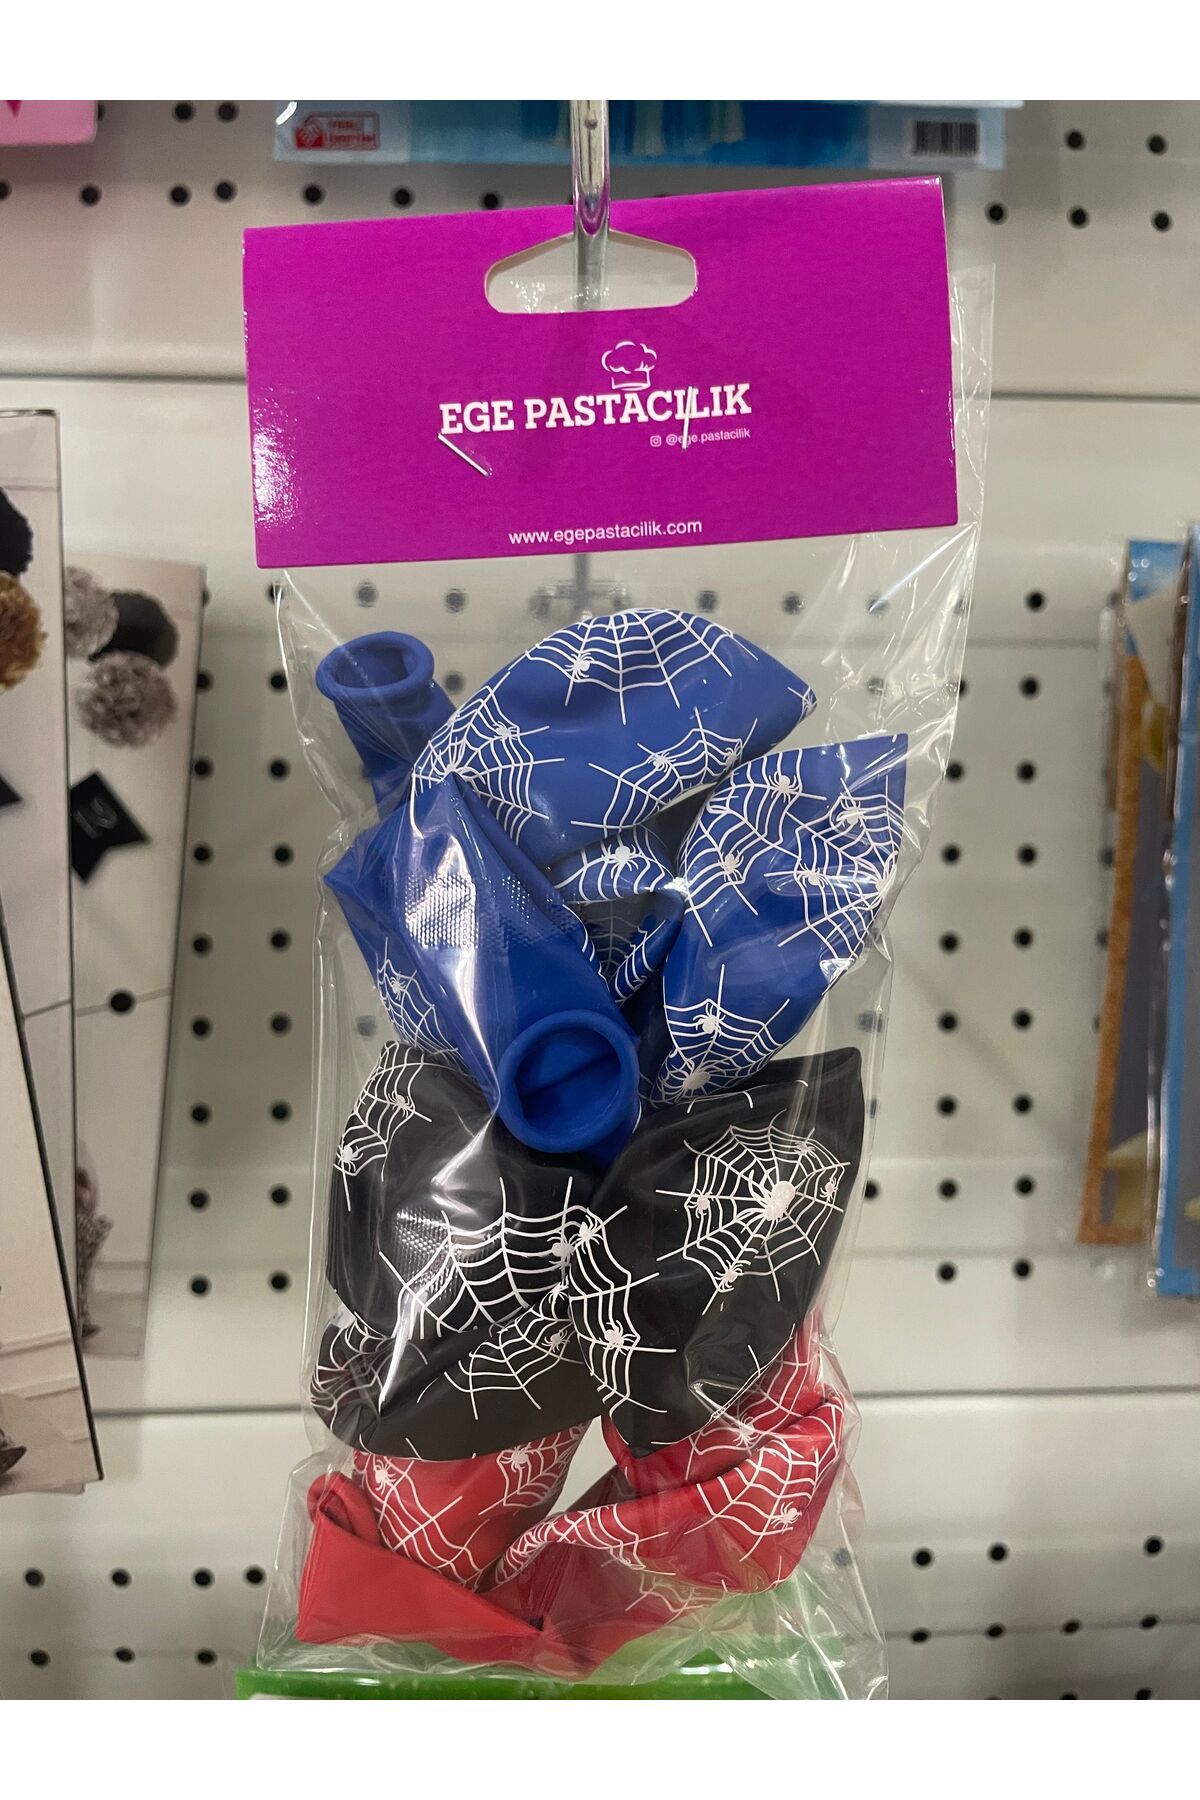 EGE PASTACILIK
@ege.pastacilik
www.egepastacilik.com